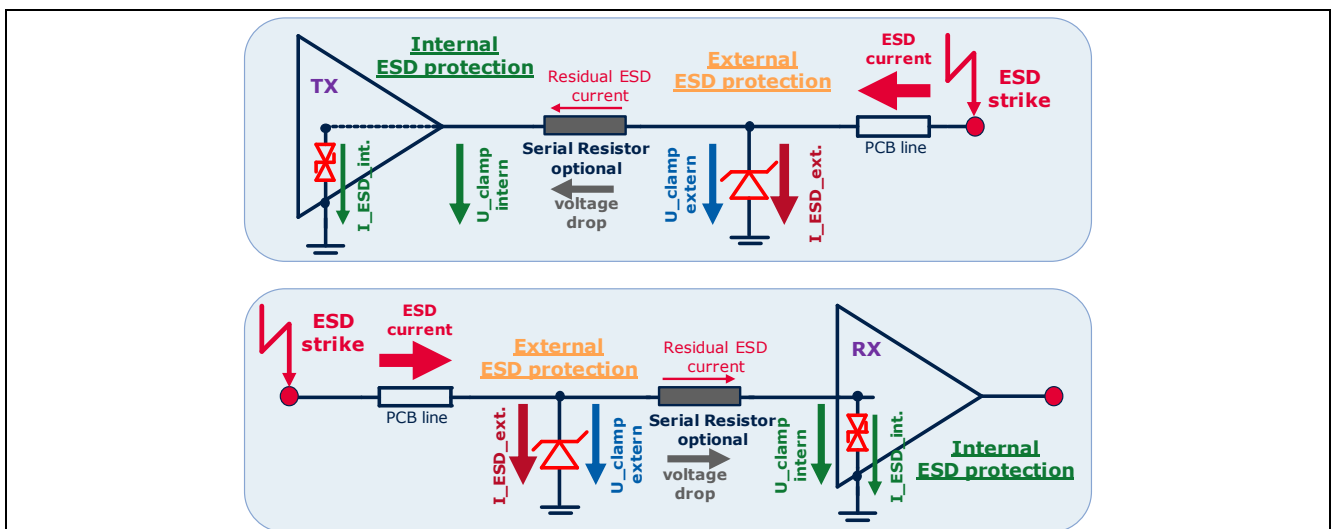 Internal
ESD protection
TX
I_ESD_int.
U_clamp
intern
Residual ESD
current
Serial Resistor
optional
voltage
drop
External
ESD protection
U_clamp
extern
I_ESD_ext.
ESD
current
ESD
strike
PCB line
ESD
strike
ESD
current
PCB line
External
ESD protection
I_ESD_ext.
U_clamp
extern
Residual ESD
current
Serial Resistor
optional
voltage
drop
U_clamp
intern
RX
I_ESD_int.
Internal
ESD protection